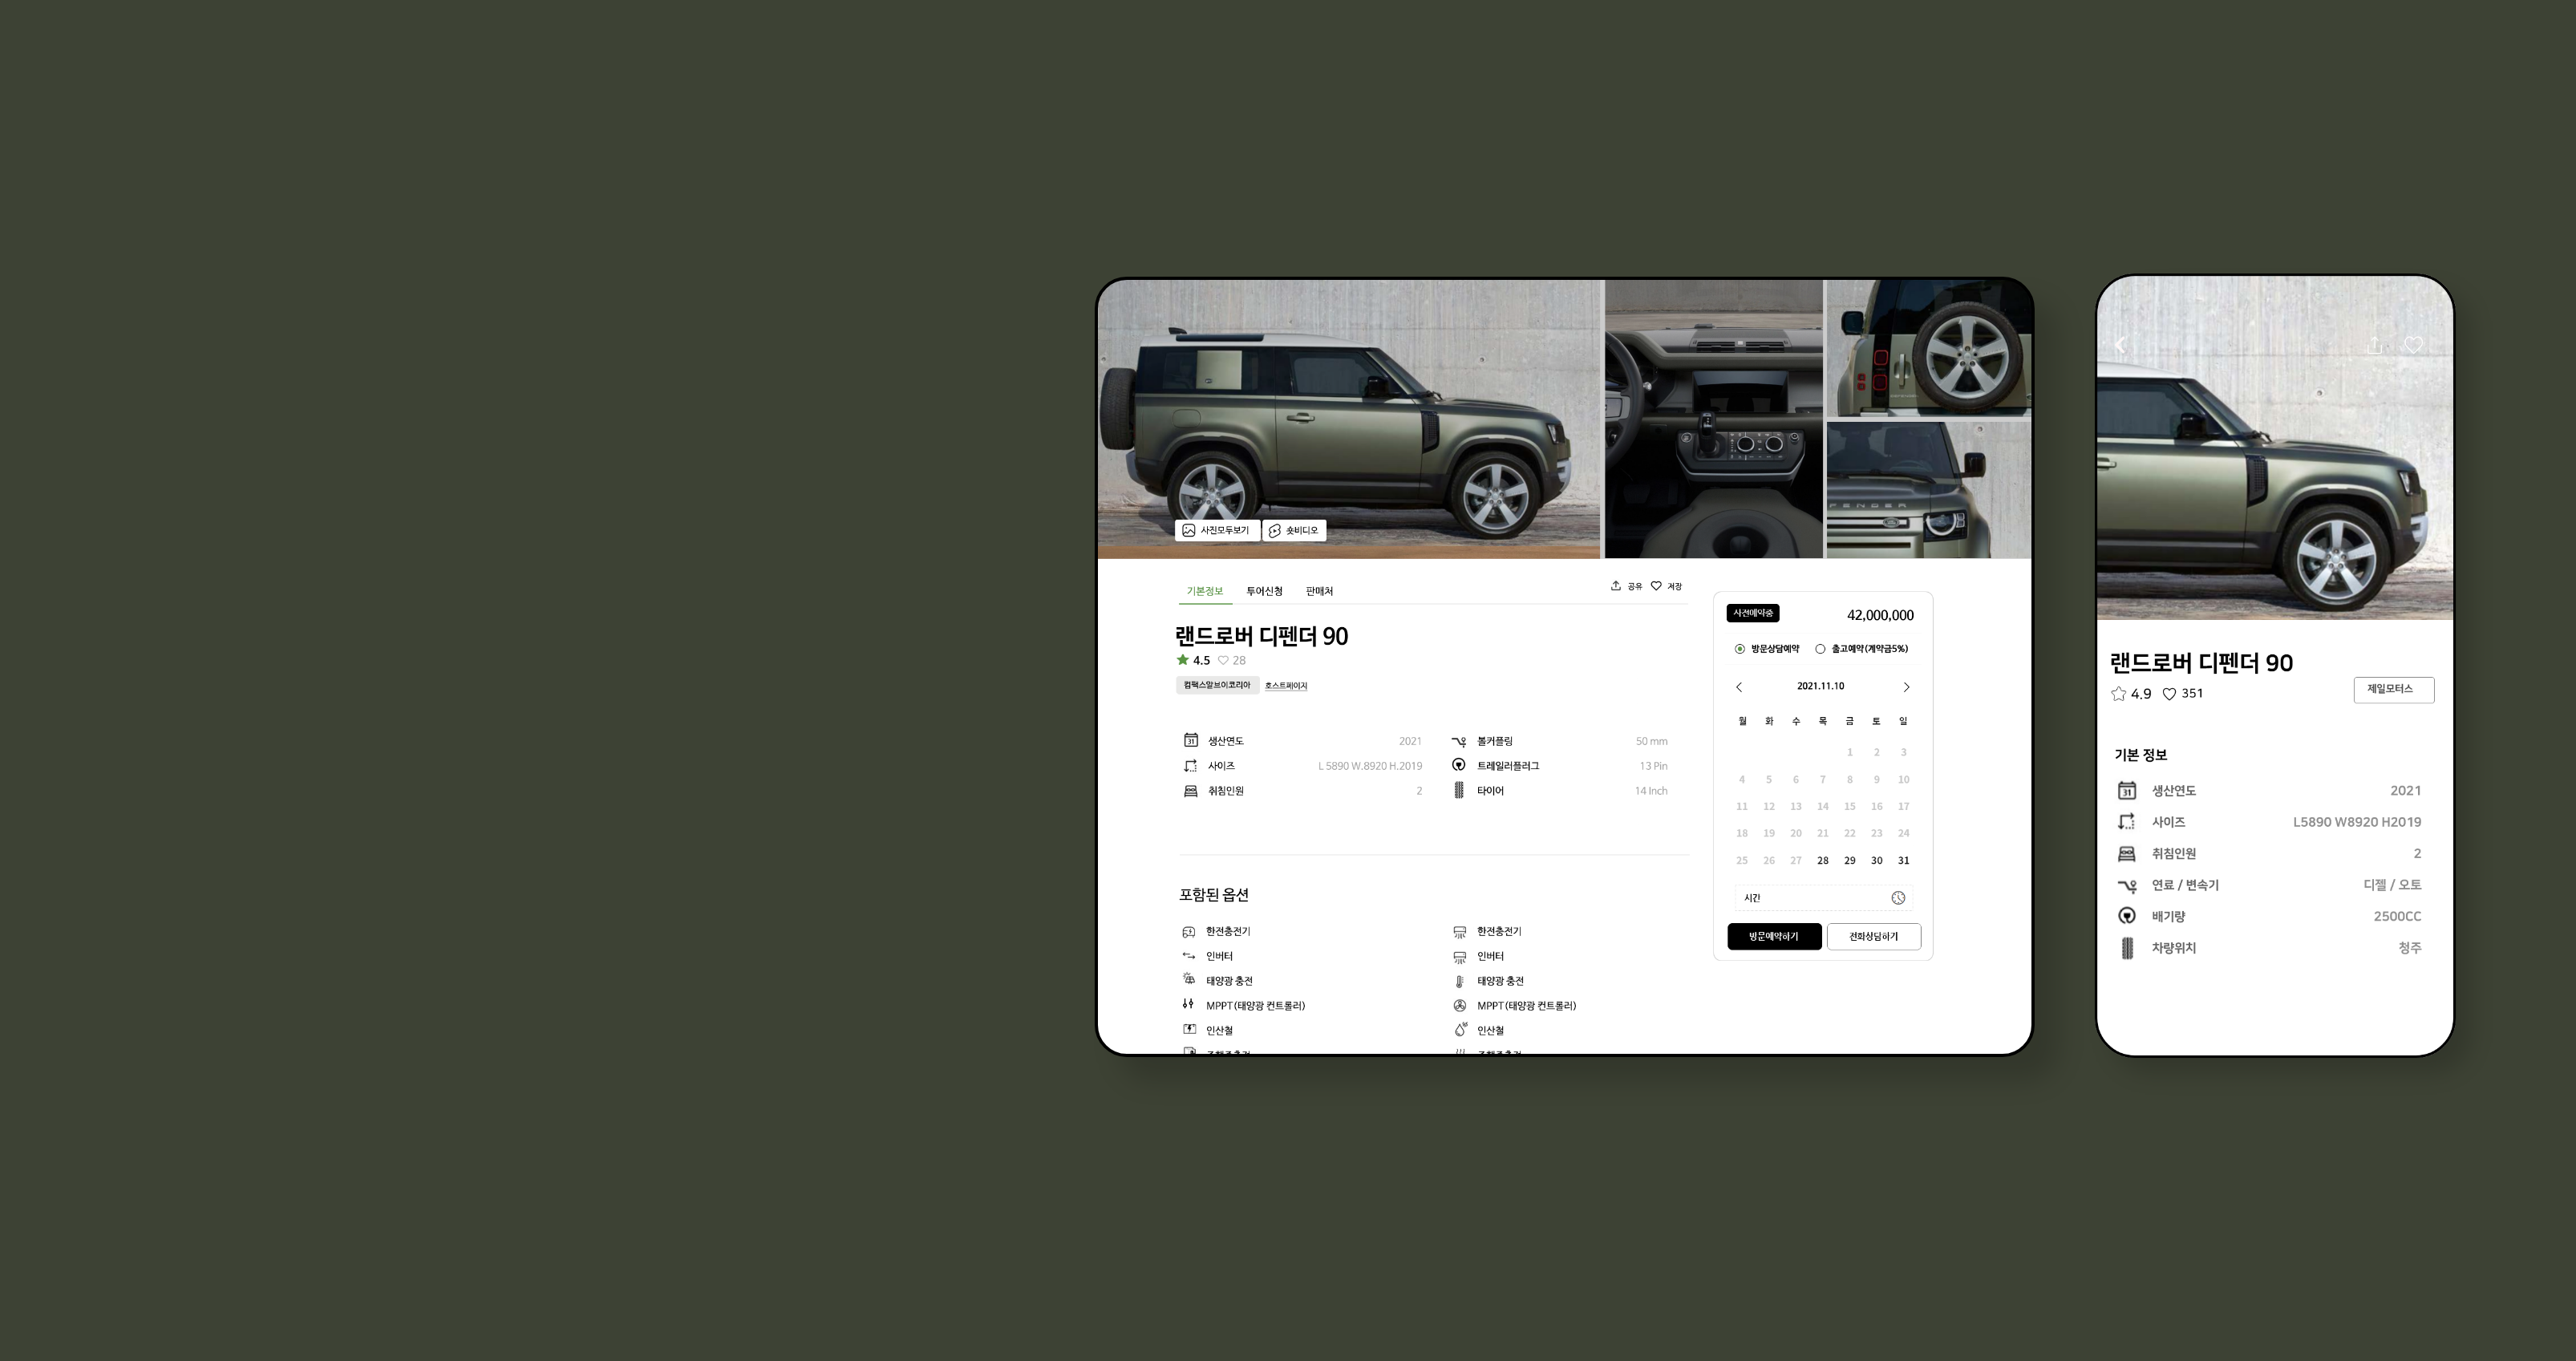 사진모두보기
숏비디오
기본정보 투어신청 판매처
공유 저장
랜드로버 디펜더 90
4.5 28
컴팩스알브이코리아 호스트페이지
31 생산연도 2021
사이즈 L 5890 W.8920 H.2019
취침인원 2
볼커플링 50 mm
트레일러플러그 13 Pin
타이어 14 Inch
포함된 옵션
한전충전기
인버터
태양광 충전
MPPT(태양광 컨트롤러)
인산철
한전충전기
인버터
태양광 충전
MPPT(태양광 컨트롤러)
인산철
사전예약중 42,000,000
방문상담예약 출고예약(계약금5%)
2021.11.10
월 화 수 목 금 토 일
1 2 3
4 5 6 7 8 9 10
11 12 13 14 15 16 17
18 19 20 21 22 23 24
25 26 27 28 29 30 31
시간
방문예약하기 전화상담하기
FENDER
랜드로버 디펜더 90
4.9 351
제일모터스
기본 정보
31 생산연도 2021
사이즈 L5890 W8920 H2019
취침인원 2
연료 / 변속기 디젤 / 오토
배기량 2500CC
차량위치 청주